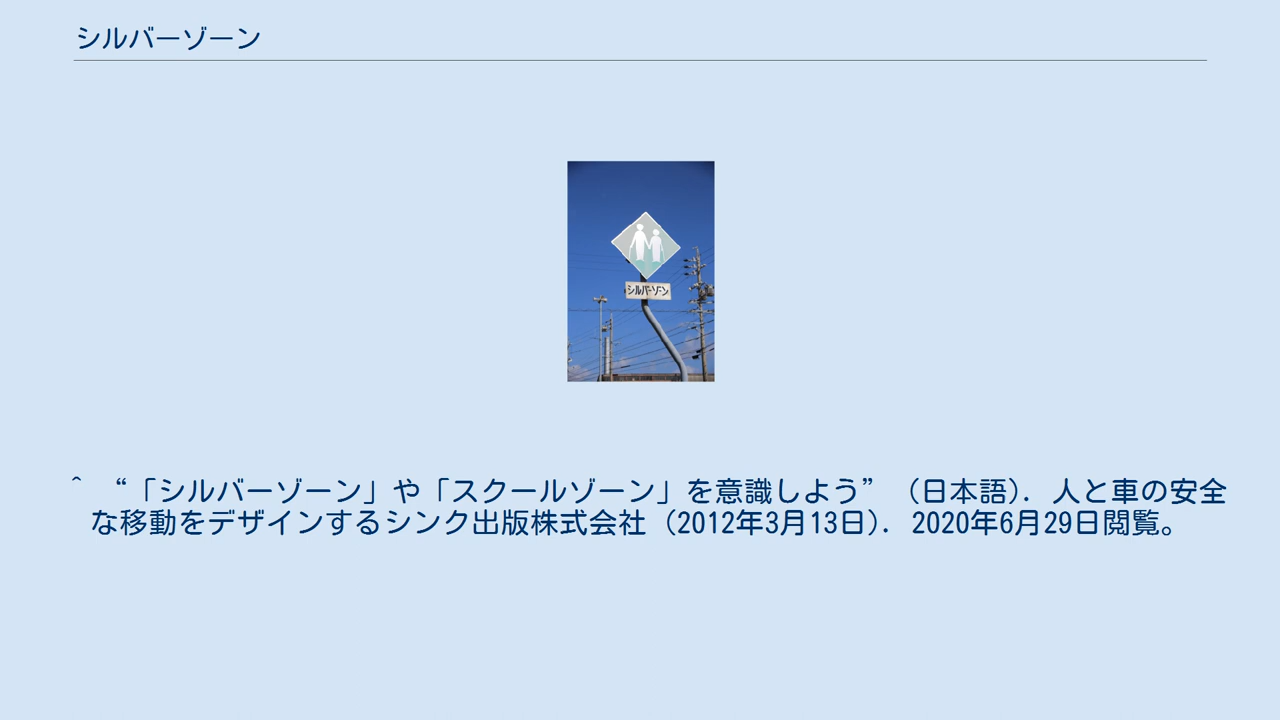 シルバーゾーン
シルバーゾーン
^ “「シルバーゾーン」や「スクールゾーン」を意識しよう” (日本語). 人と車の安全
な移動をデザインするシンク出版株式会社 (2012年3月13日). 2020年6月29日閲覧。